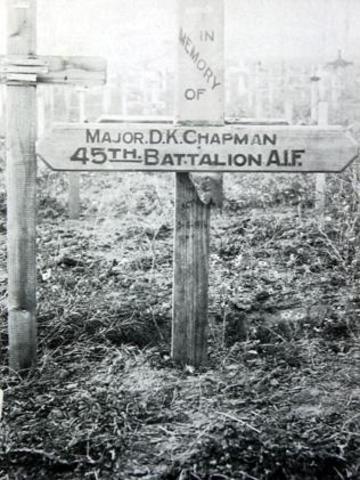 IN
MEMORY
OF
MAJOR. D.K. CHAPMAN
45TH. BATTALION A.I.F.